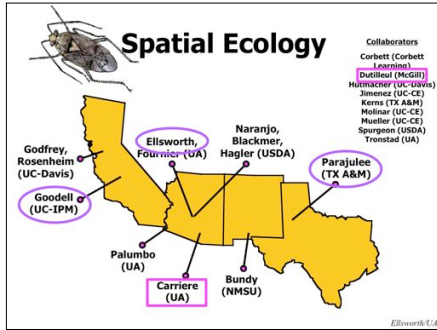 Spatial Ecology
Collaborators
Corbett (Corbett
Learning)
Dutilleul (McGill)
Hutmacher (UC-Davis)
Jimenez (UC-CE)
Kerns (TX A&M)
Molinar (UC-CE)
Mueller (UC-CE)
Spurgeon (USDA)
Tronstad (UA)
Godfrey,
Rosenheim
(UC-Davis)
Ellsworth,
Fournier (UA)
Naranjo,
Blackmer,
Hagler (USDA)
Parajulee
(TX A&M)
Goodell
(UC-IPM)
Palumbo
(UA)
Carriere
(UA)
Bundy
(NMSU)
Ellsworth/UA